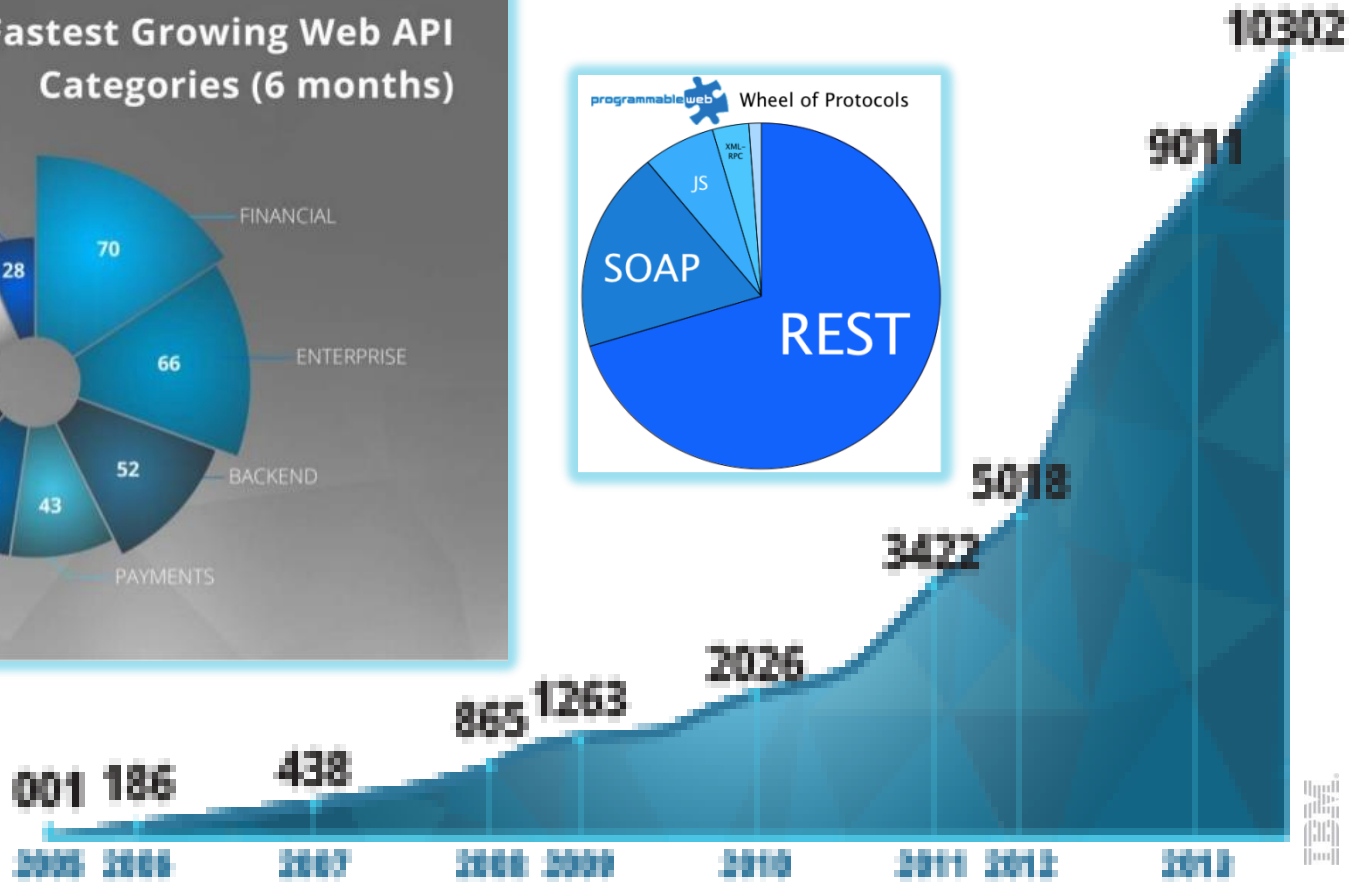 Fastest Growing Web API
Categories (6 months)
FINANCIAL
70
28
ENTERPRISE
66
BACKEND
52
43
PAYMENTS
programmableweb Wheel of Protocols
XML-
RPC
JS
SOAP
REST
10302
9011
5018
3422
2026
1263
865
438
186
001
2005 2006 2007 2008 2009 2010 2011 2012 2013
IBM